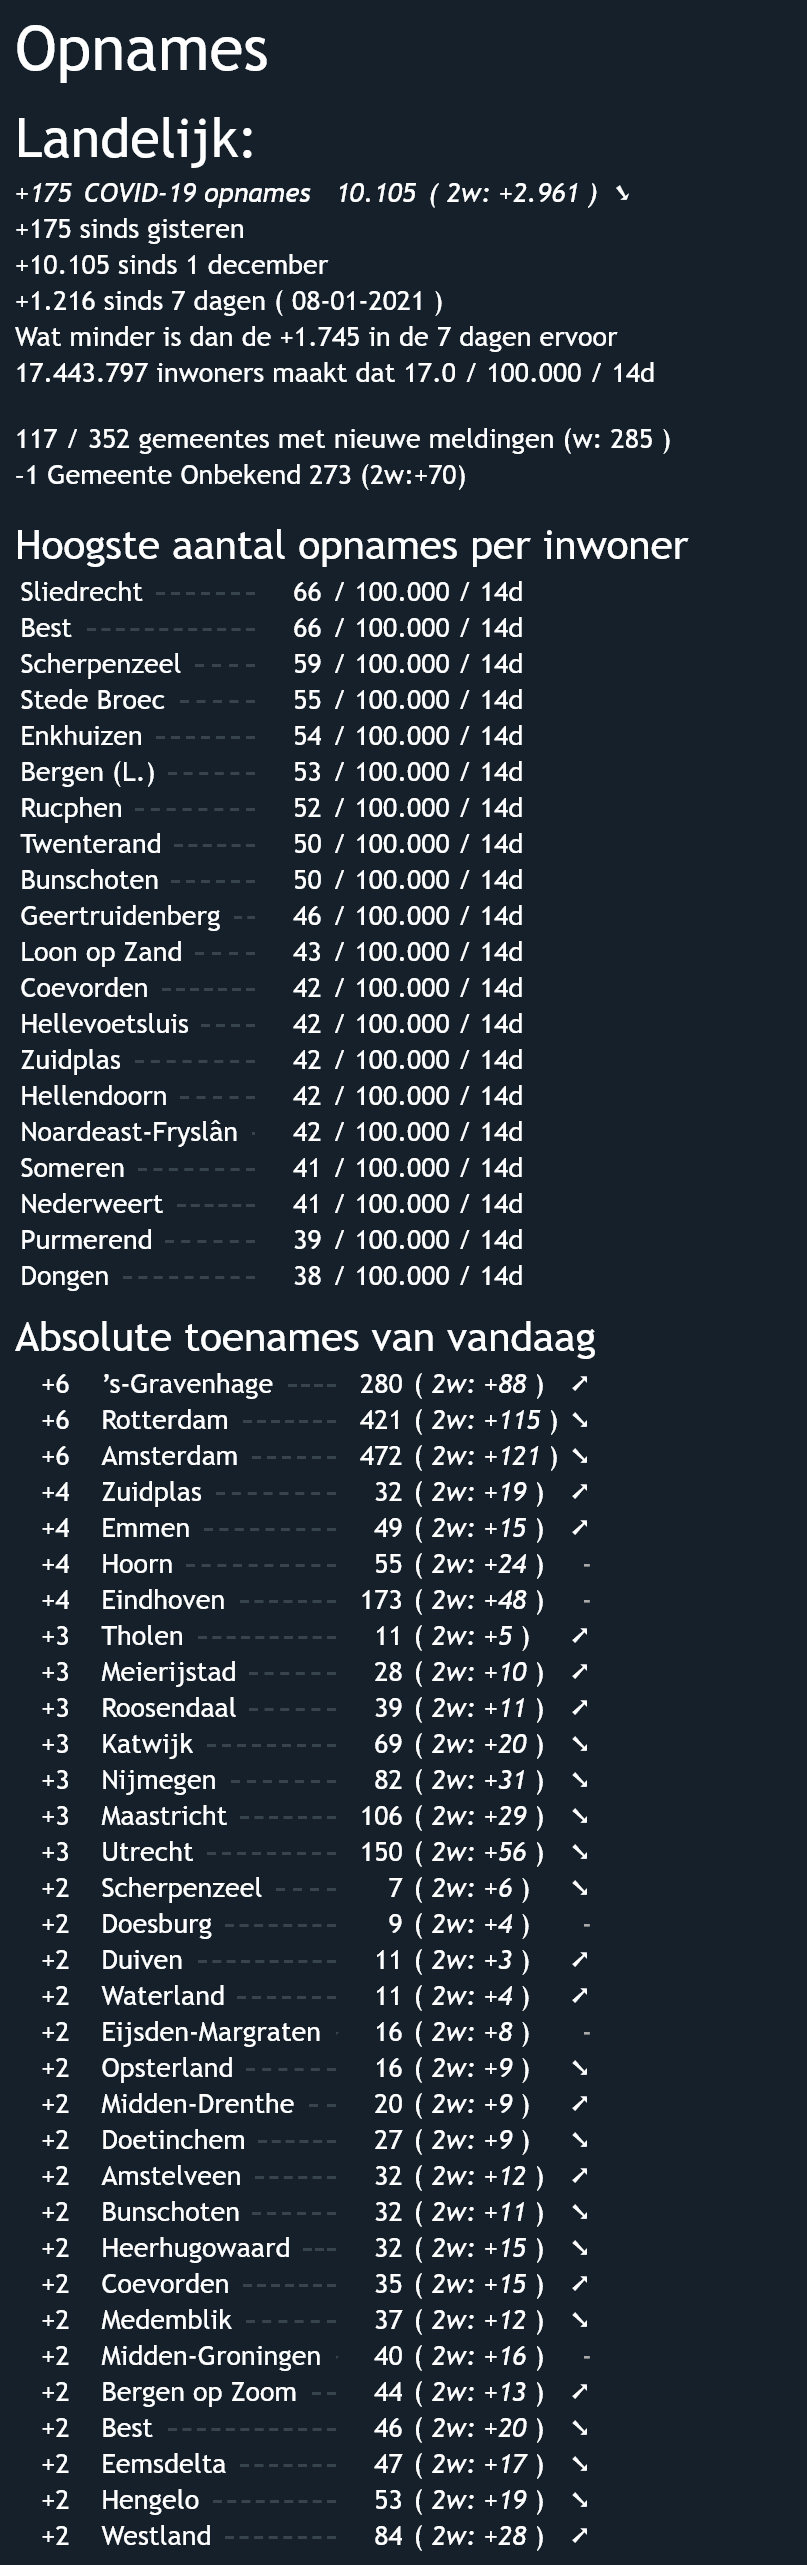 Opnames
Landelijk:
+175 COVID-19 opnames 10.105 ( 2w: +2.961 ) ➘
+175 sinds gisteren
+10.105 sinds 1 december
+1.216 sinds 7 dagen ( 08-01-2021 )
Wat minder is dan de +1.745 in de 7 dagen ervoor
17.443.797 inwoners maakt dat 17.0 / 100.000 / 14d
117 / 352 gemeentes met nieuwe meldingen (w: 285 )
-1 Gemeente Onbekend 273 (2w:+70)
Hoogste aantal opnames per inwoner
Sliedrecht ------- 66 / 100.000 / 14d
Best ------------ 66 / 100.000 / 14d
Scherpenzeel ---- 59 / 100.000 / 14d
Stede Broec ----- 55 / 100.000 / 14d
Enkhuizen ------- 54 / 100.000 / 14d
Bergen (L.) ------ 53 / 100.000 / 14d
Rucphen -------- 52 / 100.000 / 14d
Twenterand ------ 50 / 100.000 / 14d
Bunschoten ------ 50 / 100.000 / 14d
Geertruidenberg -- 46 / 100.000 / 14d
Loon op Zand ---- 43 / 100.000 / 14d
Coevorden ------- 42 / 100.000 / 14d
Hellevoetsluis ---- 42 / 100.000 / 14d
Zuidplas -------- 42 / 100.000 / 14d
Hellendoorn ----- 42 / 100.000 / 14d
Noardeast-Fryslân - 42 / 100.000 / 14d
Someren -------- 41 / 100.000 / 14d
Nederweert ------ 41 / 100.000 / 14d
Purmerend ------ 39 / 100.000 / 14d
Dongen --------- 38 / 100.000 / 14d
Absolute toenames van vandaag
+6 ’s-Gravenhage ---- 280 ( 2w: +88 ) ➚
+6 Rotterdam ------- 421 ( 2w: +115 ) ➘
+6 Amsterdam ------ 472 ( 2w: +121 ) ➘
+4 Zuidplas -------- 32 ( 2w: +19 ) ➚
+4 Emmen --------- 49 ( 2w: +15 ) ➚
+4 Hoorn ---------- 55 ( 2w: +24 ) -
+4 Eindhoven ------- 173 ( 2w: +48 ) -
+3 Tholen ---------- 11 ( 2w: +5 ) ➚
+3 Meierijstad ------ 28 ( 2w: +10 ) ➚
+3 Roosendaal ------ 39 ( 2w: +11 ) ➚
+3 Katwijk --------- 69 ( 2w: +20 ) ➘
+3 Nijmegen ------- 82 ( 2w: +31 ) ➘
+3 Maastricht ------- 106 ( 2w: +29 ) ➘
+3 Utrecht --------- 150 ( 2w: +56 ) ➘
+2 Scherpenzeel ---- 7 ( 2w: +6 ) ➘
+2 Doesburg -------- 9 ( 2w: +4 ) -
+2 Duiven ---------- 11 ( 2w: +3 ) ➚
+2 Waterland ------- 11 ( 2w: +4 ) ➚
+2 Eijsden-Margraten - 16 ( 2w: +8 ) -
+2 Opsterland ------ 16 ( 2w: +9 ) ➘
+2 Midden-Drenthe -- 20 ( 2w: +9 ) ➚
+2 Doetinchem ------ 27 ( 2w: +9 ) ➘
+2 Amstelveen ------ 32 ( 2w: +12 ) ➚
+2 Bunschoten ------ 32 ( 2w: +11 ) ➘
+2 Heerhugowaard --- 32 ( 2w: +15 ) ➘
+2 Coevorden ------- 35 ( 2w: +15 ) ➚
+2 Medemblik ------ 37 ( 2w: +12 ) ➘
+2 Midden-Groningen - 40 ( 2w: +16 ) -
+2 Bergen op Zoom -- 44 ( 2w: +13 ) ➚
+2 Best ------------ 46 ( 2w: +20 ) ➘
+2 Eemsdelta ------- 47 ( 2w: +17 ) ➘
+2 Hengelo --------- 53 ( 2w: +19 ) ➘
+2 Westland -------- 84 ( 2w: +28 ) ➚